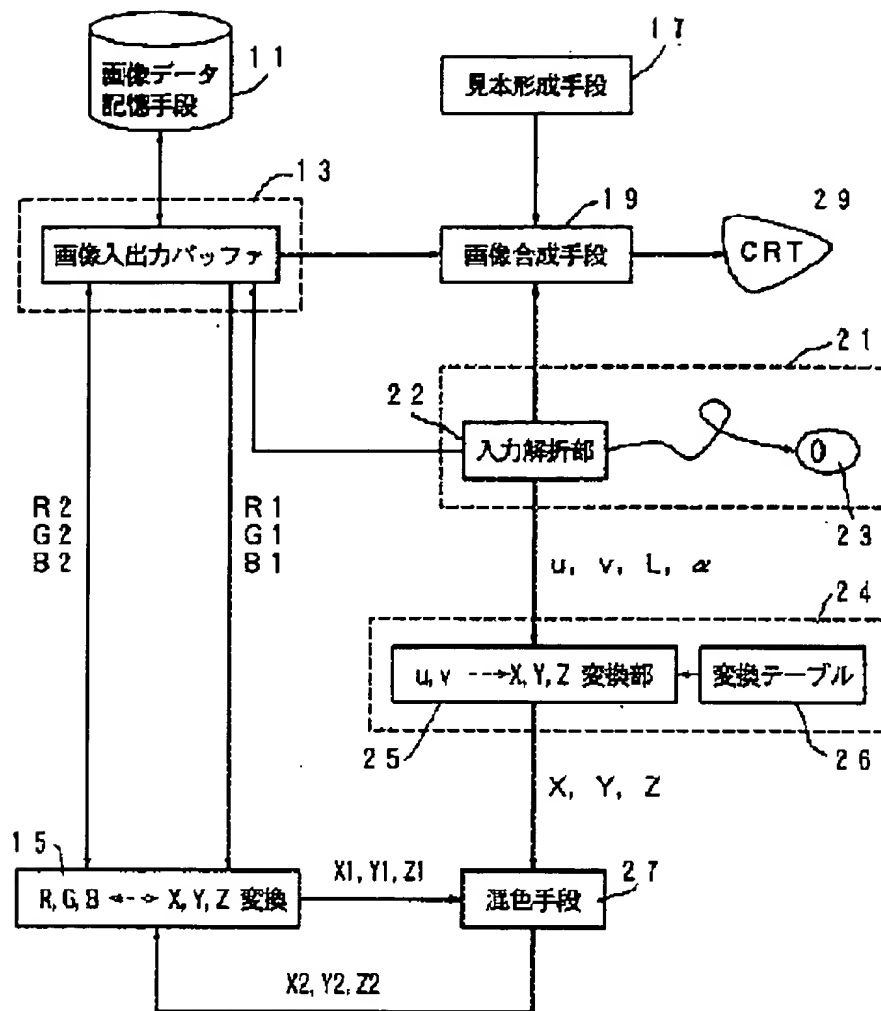 画像データ
記憶手段
11
17
見本形成手段
13
19
29
画像入出力バッファ
画像合成手段
CRT
21
22
入力解折部
0
23
R2
G2
B2
R1
G1
B1
u, v, L, α
24
u,v --→X,Y,Z 変換部
変換テーブル
25
26
X, Y, Z
15
R,G,B ←-→ X,Y,Z 変換
X1,Y1,Z1
混色手段
27
X2,Y2,Z2